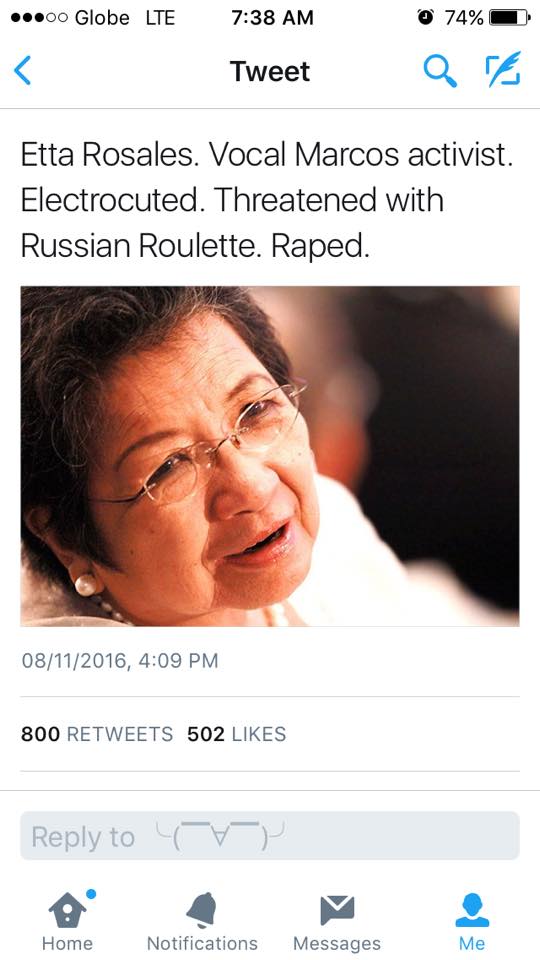 Globe LTE 7:38 AM 74%
Tweet
Etta Rosales. Vocal Marcos activist.
Electrocuted. Threatened with
Russian Roulette. Raped.
08/11/2016, 4:09 PM
800 RETWEETS 502 LIKES
Reply to ╰(￣∀￣)╯
Home Notifications Messages Me